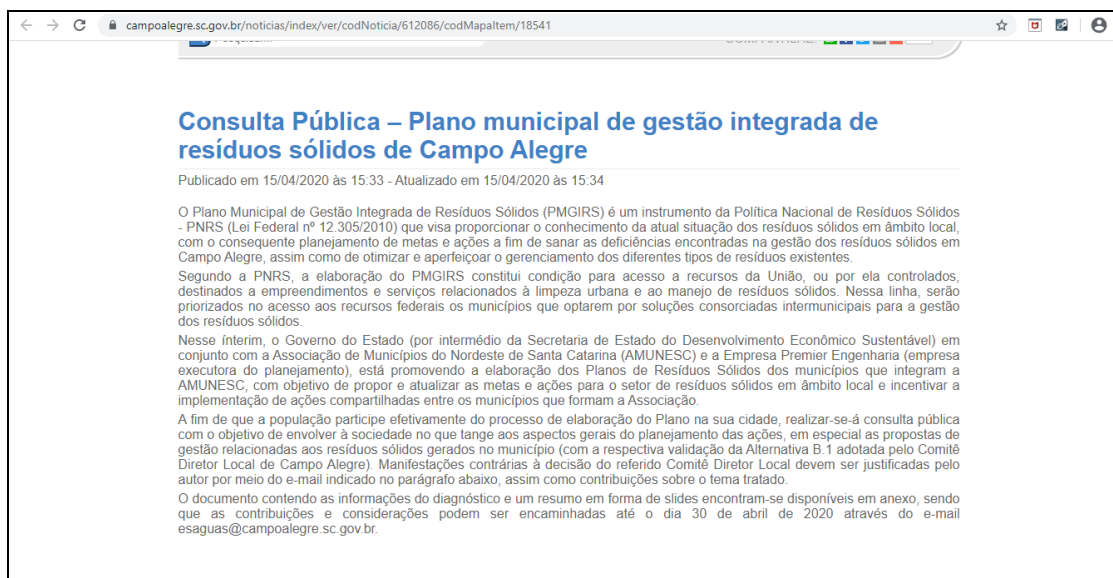 campoalegre.sc.gov.br/noticias/index/ver/codNoticia/612086/codMapaItem/18541
Consulta Pública – Plano municipal de gestão integrada de
resíduos sólidos de Campo Alegre
Publicado em 15/04/2020 às 15:33 - Atualizado em 15/04/2020 às 15:34
O Plano Municipal de Gestão Integrada de Resíduos Sólidos (PMGIRS) é um instrumento da Política Nacional de Resíduos Sólidos
- PNRS (Lei Federal nº 12.305/2010) que visa proporcionar o conhecimento da atual situação dos resíduos sólidos em âmbito local,
com o consequente planejamento de metas e ações a fim de sanar as deficiências encontradas na gestão dos resíduos sólidos em
Campo Alegre, assim como de otimizar e aperfeiçoar o gerenciamento dos diferentes tipos de resíduos existentes.
Segundo a PNRS, a elaboração do PMGIRS constitui condição para acesso a recursos da União, ou por ela controlados,
destinados a empreendimentos e serviços relacionados à limpeza urbana e ao manejo de resíduos sólidos. Nessa linha, serão
priorizados no acesso aos recursos federais os municípios que optarem por soluções consorciadas intermunicipais para a gestão
dos resíduos sólidos.
Nesse ínterim, o Governo do Estado (por intermédio da Secretaria de Estado do Desenvolvimento Econômico Sustentável) em
conjunto com a Associação de Municípios do Nordeste de Santa Catarina (AMUNESC) e a Empresa Premier Engenharia (empresa
executora do planejamento), está promovendo a elaboração dos Planos de Resíduos Sólidos dos municípios que integram a
AMUNESC, com objetivo de propor e atualizar as metas e ações para o setor de resíduos sólidos em âmbito local e incentivar a
implementação de ações compartilhadas entre os municípios que formam a Associação.
A fim de que a população participe efetivamente do processo de elaboração do Plano na sua cidade, realizar-se-á consulta pública
com o objetivo de envolver à sociedade no que tange aos aspectos gerais do planejamento das ações, em especial as propostas de
gestão relacionadas aos resíduos sólidos gerados no município (com a respectiva validação da Alternativa B.1 adotada pelo Comitê
Diretor Local de Campo Alegre). Manifestações contrárias à decisão do referido Comitê Diretor Local devem ser justificadas pelo
autor por meio do e-mail indicado no parágrafo abaixo, assim como contribuições sobre o tema tratado.
O documento contendo as informações do diagnóstico e um resumo em forma de slides encontram-se disponíveis em anexo, sendo
que as contribuições e considerações podem ser encaminhadas até o dia 30 de abril de 2020 através do e-mail
esaguas@campoalegre.sc.gov.br.